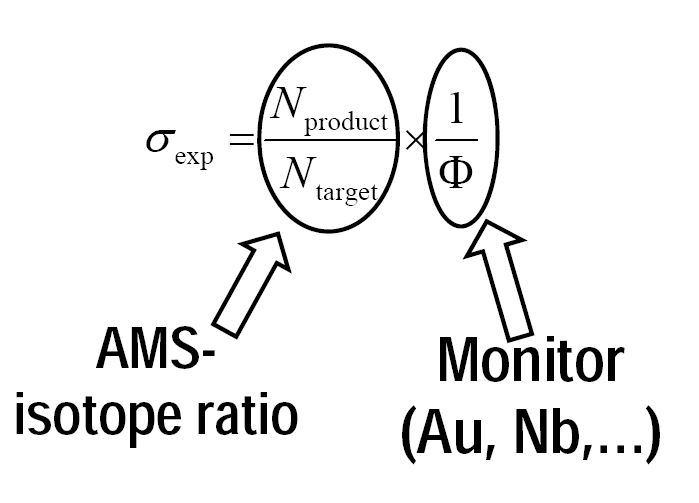 σexp = Nproduct / Ntarget × 1 / Φ
AMS-
isotope ratio
Monitor
(Au, Nb,...)